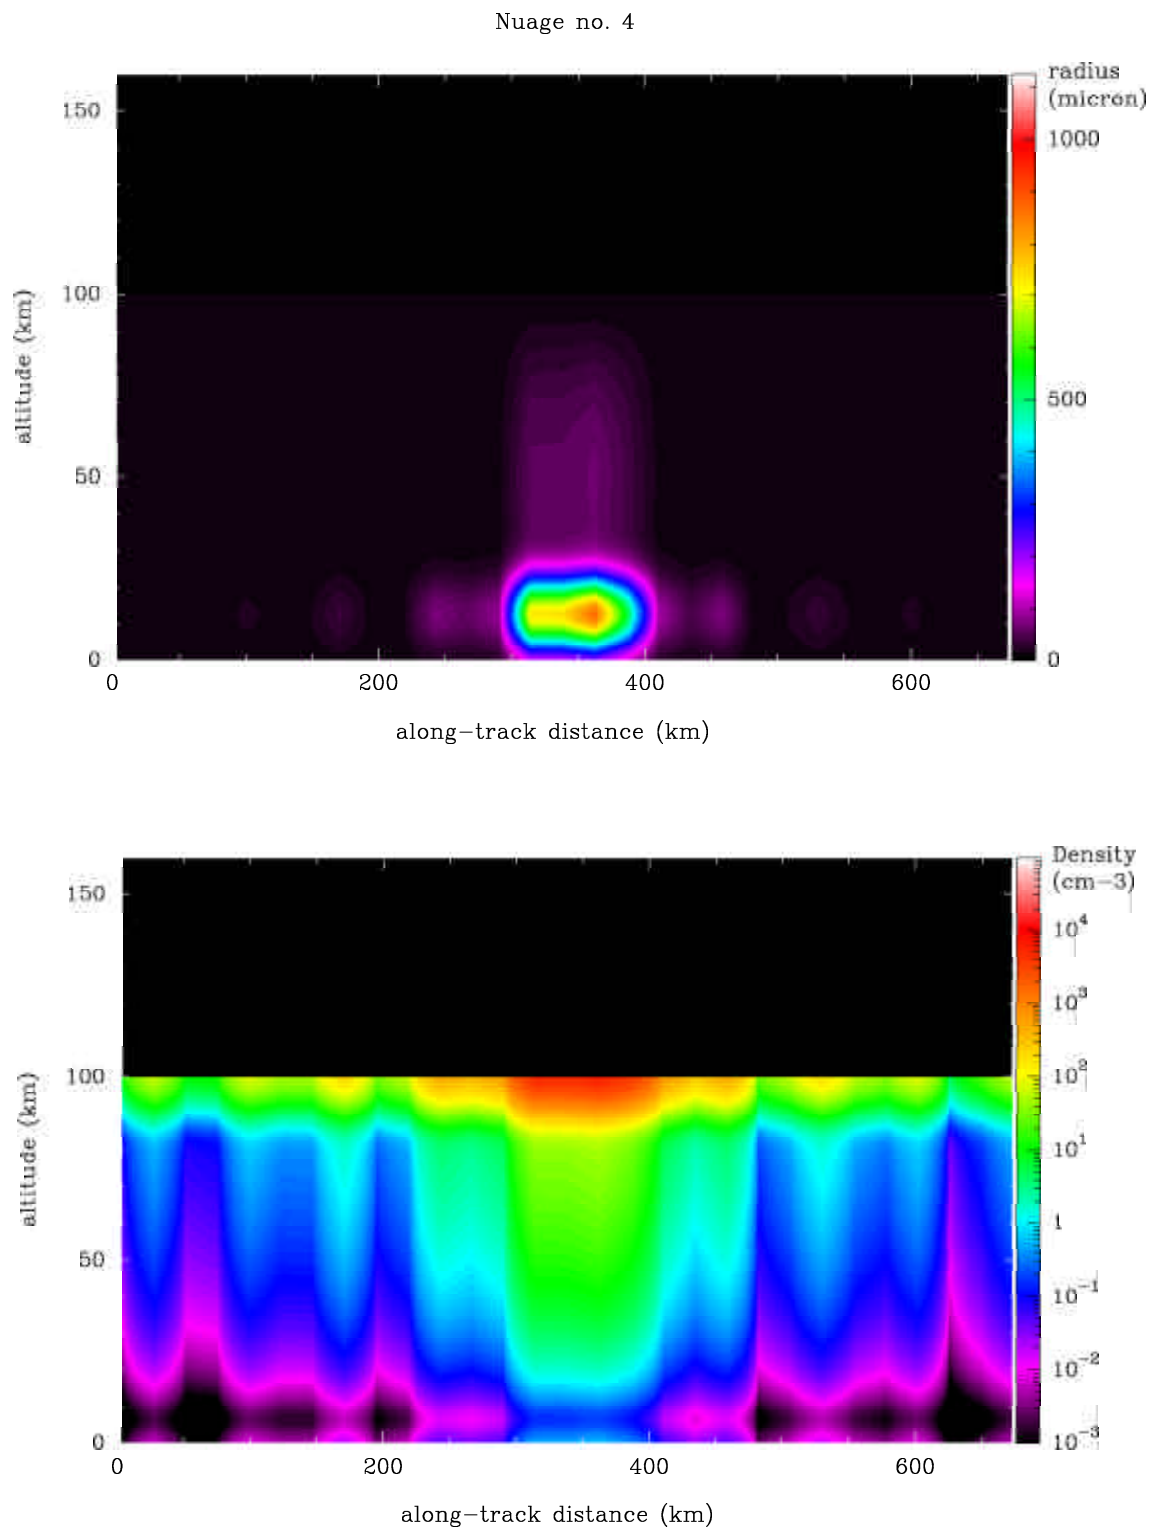 Nuage no. 4
radius
(micron)
150
1000
100
altitude (km)
500
50
0
0
0 200 400 600
along-track distance (km)
Density
(cm-3)
150
10⁴
10³
100
10²
altitude (km)
10¹
1
50
10⁻¹
10⁻²
0
10⁻³
0 200 400 600
along-track distance (km)